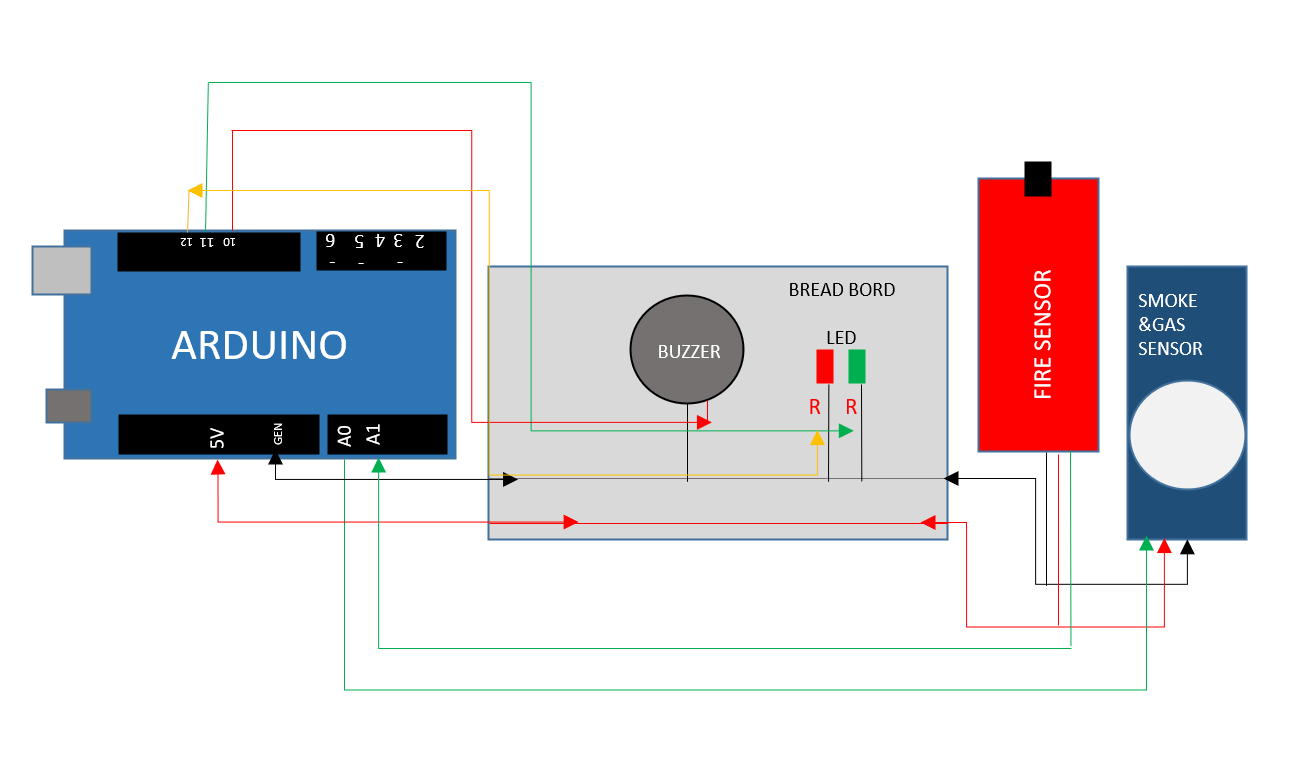 12 11 10
6 5 4 3 2
- - -
ARDUINO
5V
GEN
A0
A1
BREAD BORD
BUZZER
LED
R R
FIRE SENSOR
SMOKE
&GAS
SENSOR